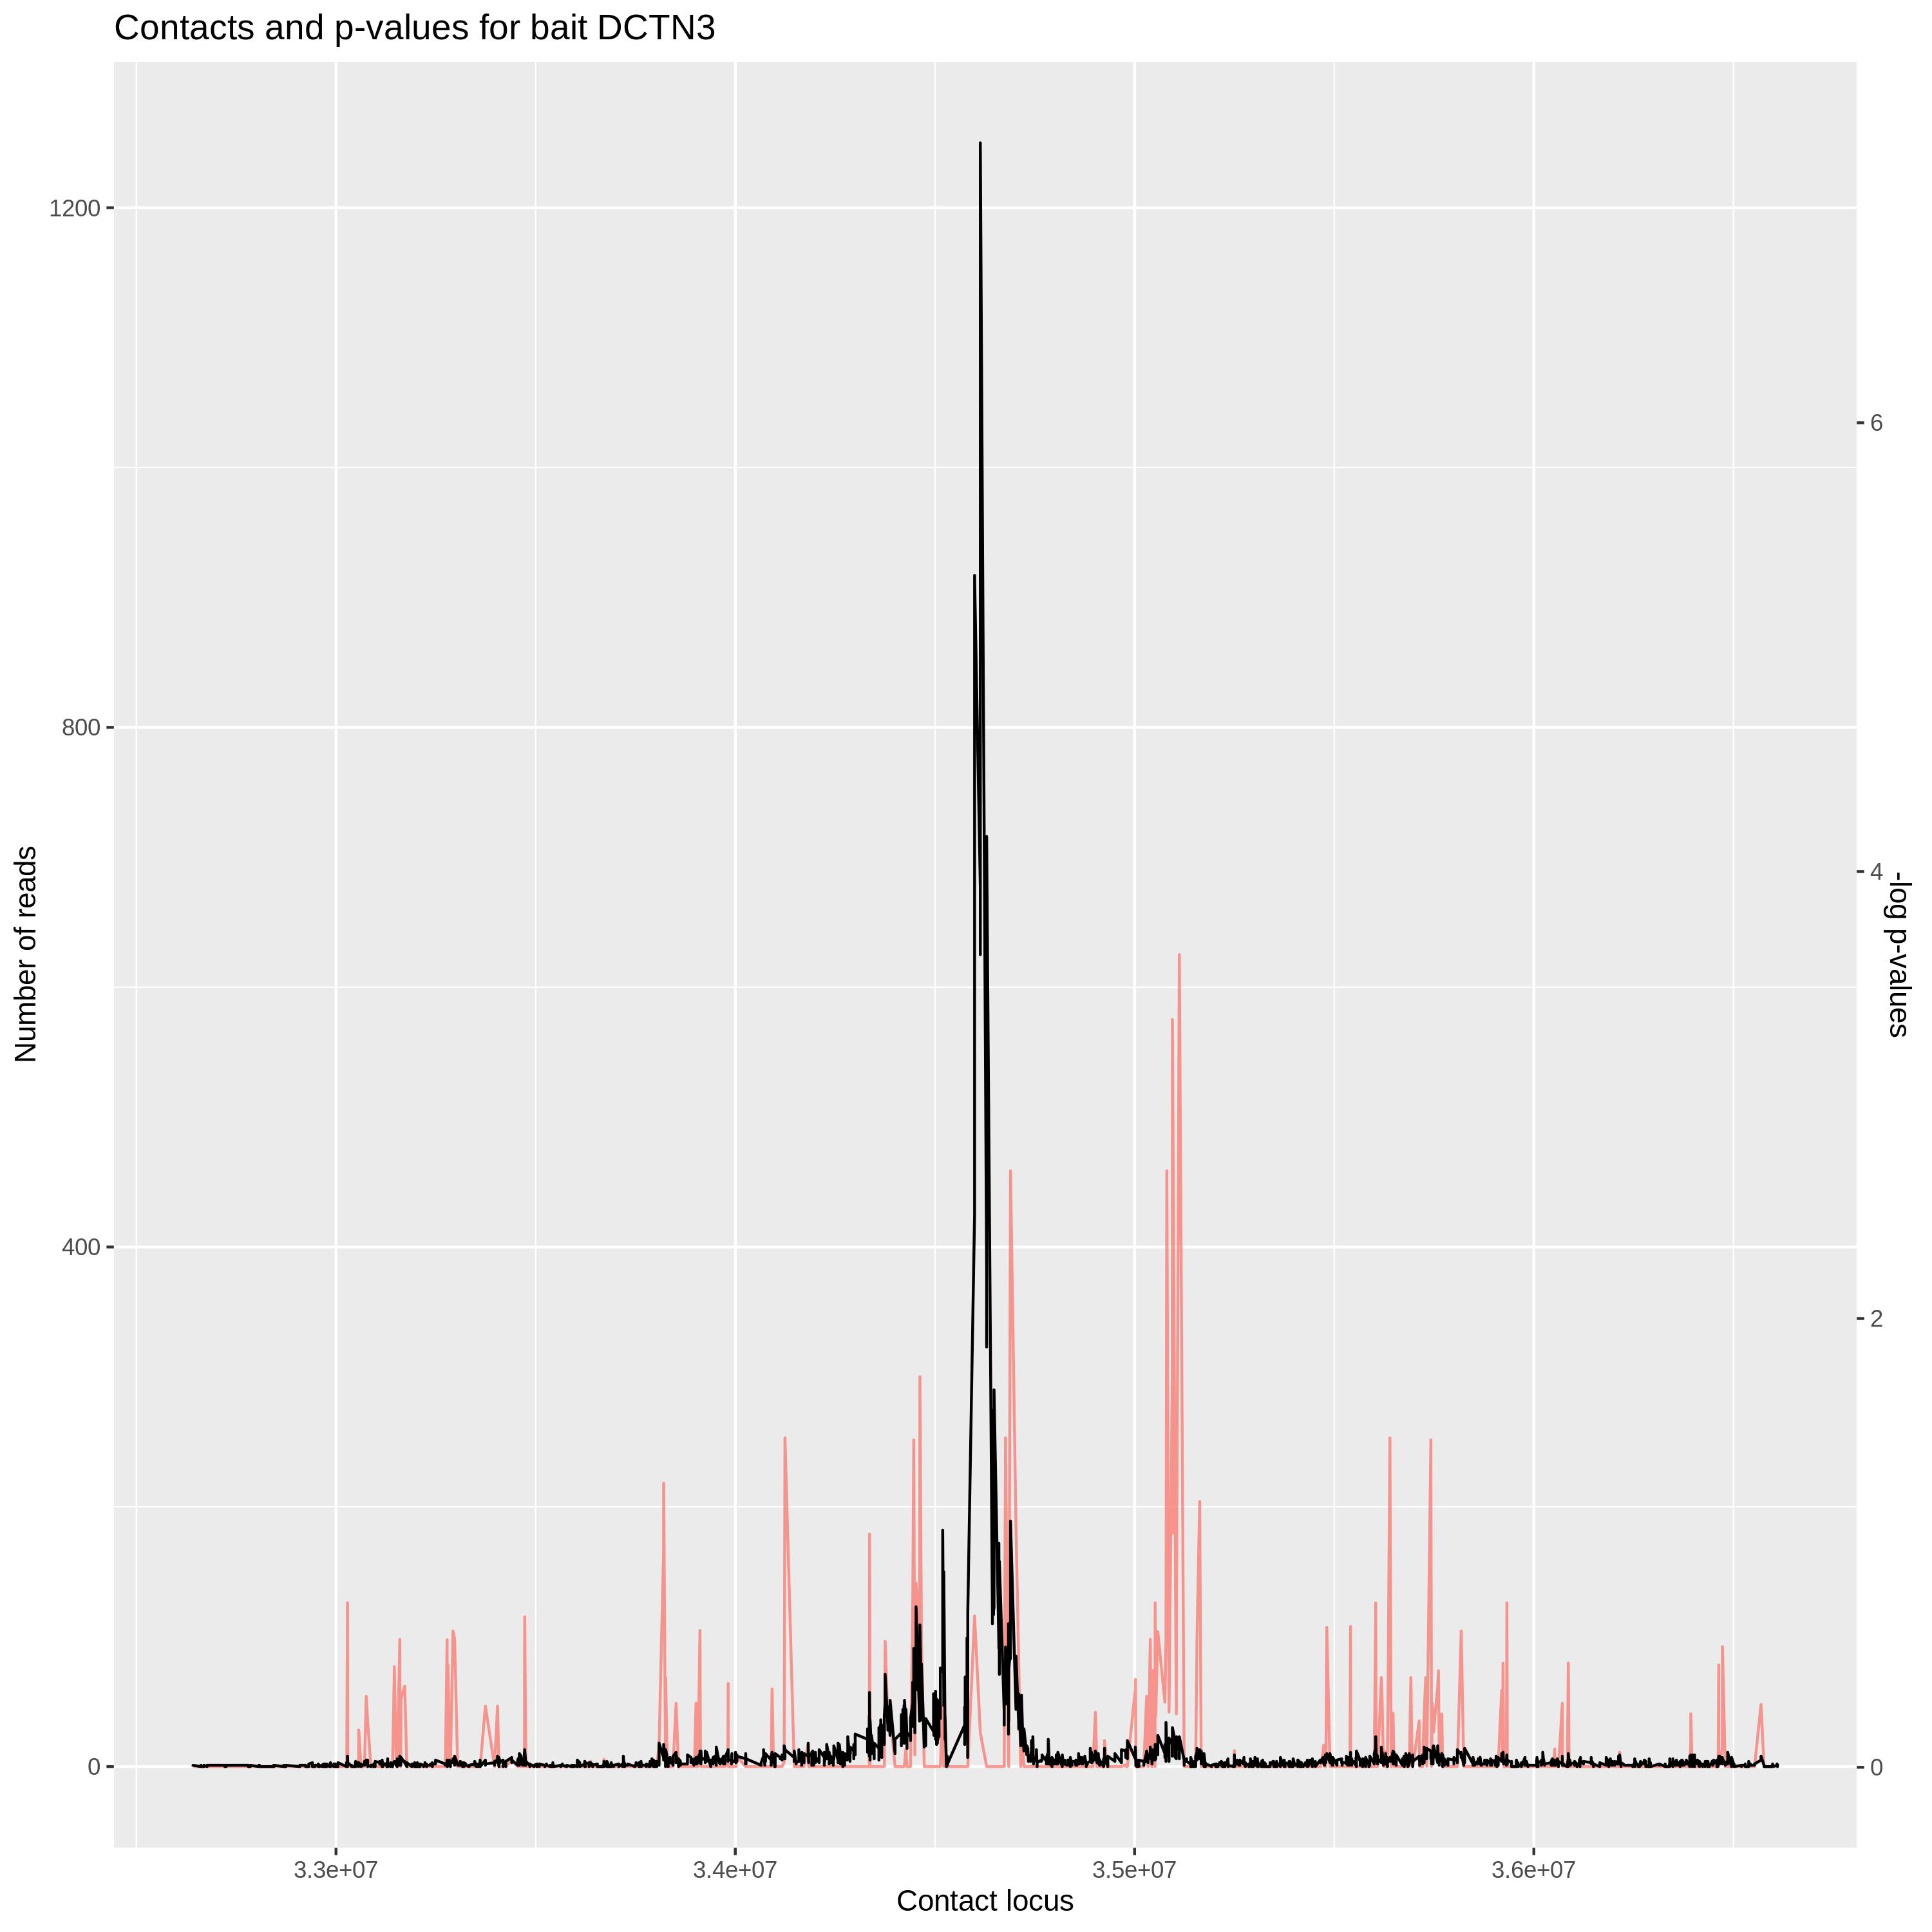 Contacts and p-values for bait DCTN3
1200
800
400
0
Number of reads
6
4
2
0
-log p-values
3.3e+07
3.4e+07
3.5e+07
3.6e+07
Contact locus